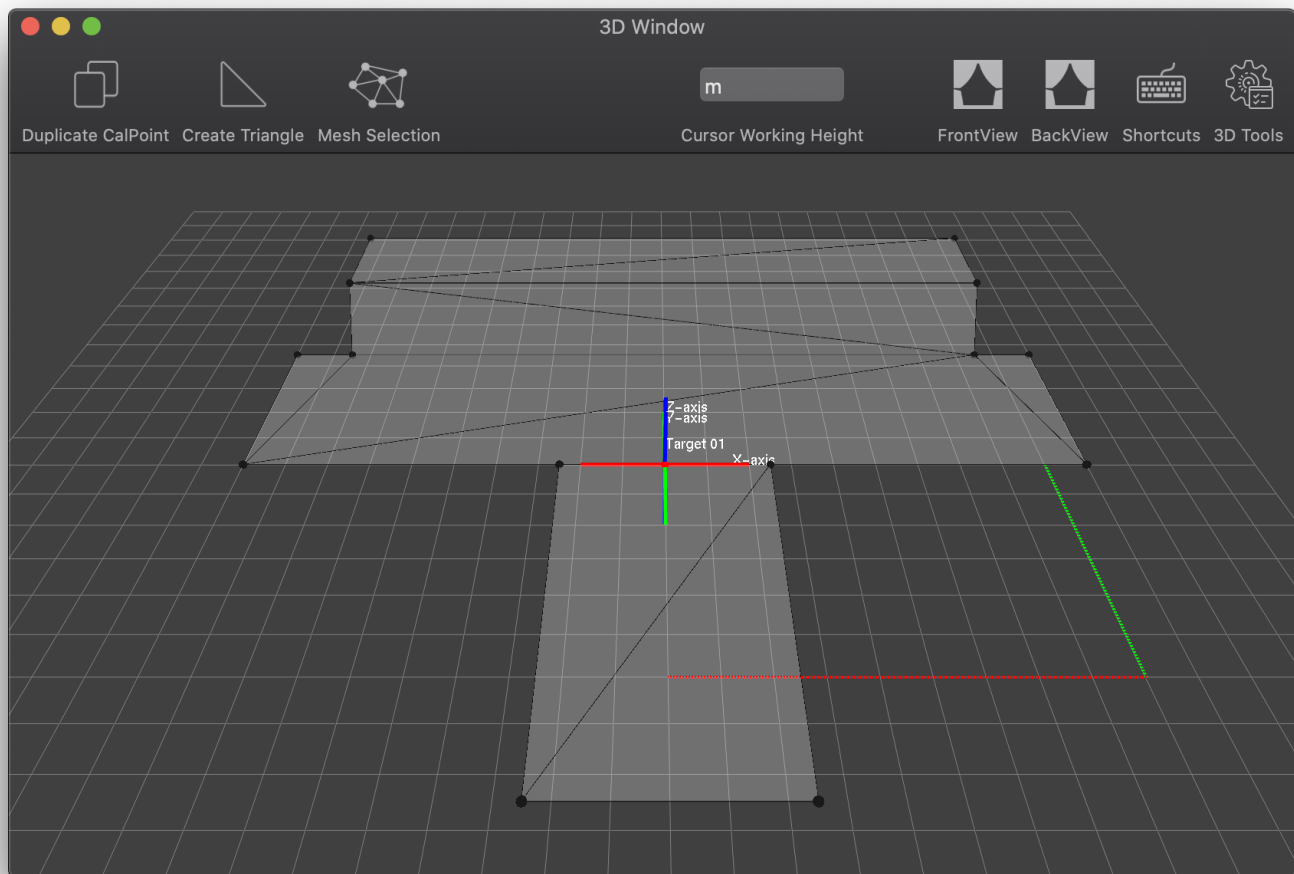 3D Window
m
Duplicate CalPoint
Create Triangle
Mesh Selection
Cursor Working Height
FrontView
BackView
Shortcuts
3D Tools
Z-axis
Y-axis
Target 01
X-axis